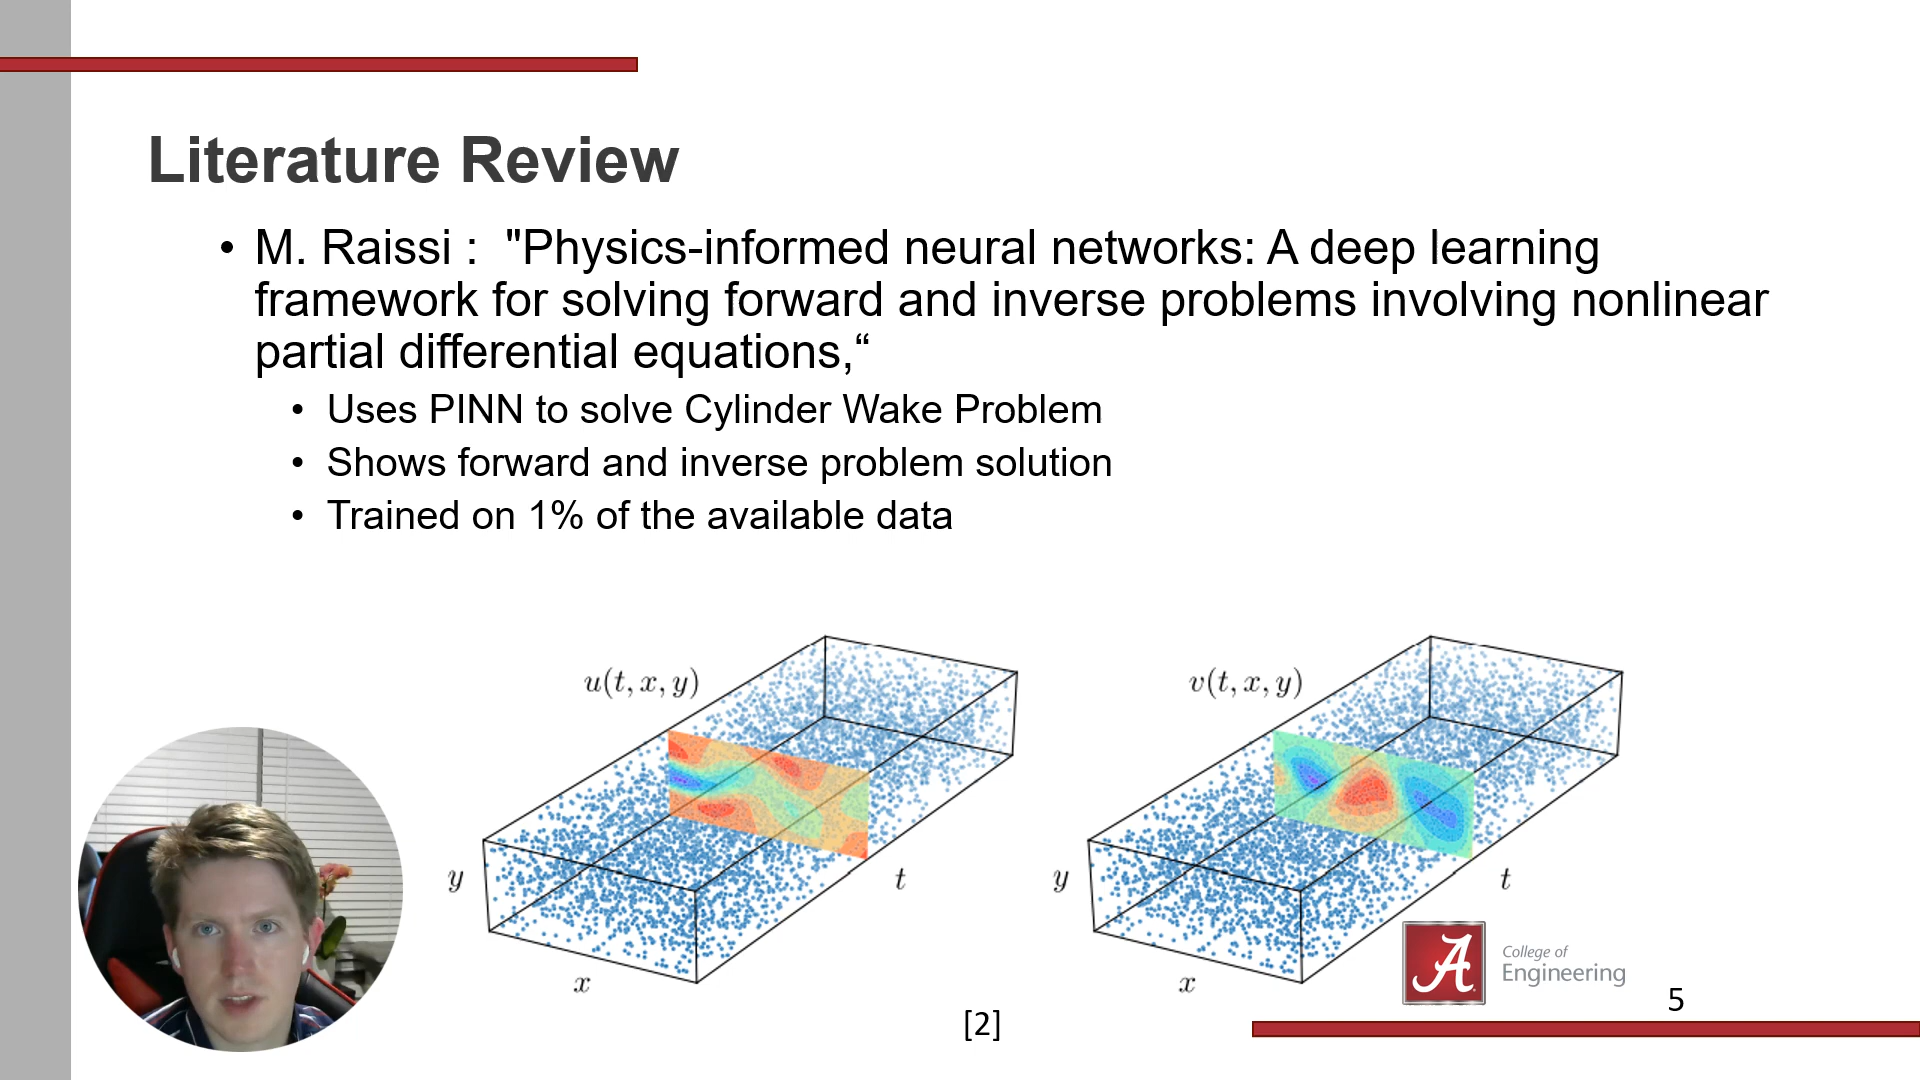 Literature Review
• M. Raissi :  "Physics-informed neural networks: A deep learning
framework for solving forward and inverse problems involving nonlinear
partial differential equations,“
• Uses PINN to solve Cylinder Wake Problem
• Shows forward and inverse problem solution
• Trained on 1% of the available data
u(t, x, y)
v(t, x, y)
y
t
x
y
t
x
A
College of
Engineering
5
[2]